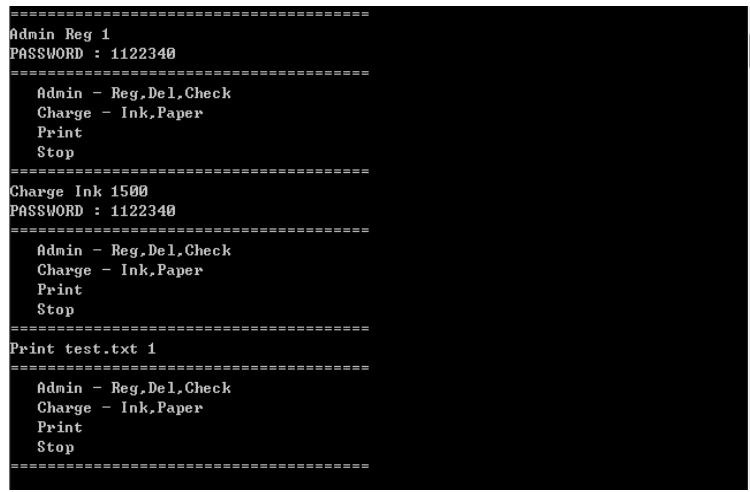 =======================================
Admin Reg 1
PASSWORD : 1122340
=======================================
Admin - Reg,Del,Check
Charge - Ink,Paper
Print
Stop
=======================================
Charge Ink 1500
PASSWORD : 1122340
=======================================
Admin - Reg,Del,Check
Charge - Ink,Paper
Print
Stop
=======================================
Print test.txt 1
=======================================
Admin - Reg,Del,Check
Charge - Ink,Paper
Print
Stop
=======================================